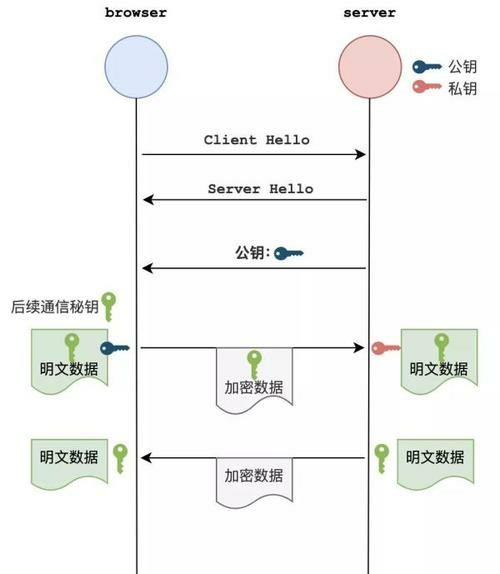 browser
server
公钥
私钥
Client Hello
Server Hello
公钥:
后续通信秘钥
明文数据
加密数据
明文数据
明文数据
加密数据
明文数据